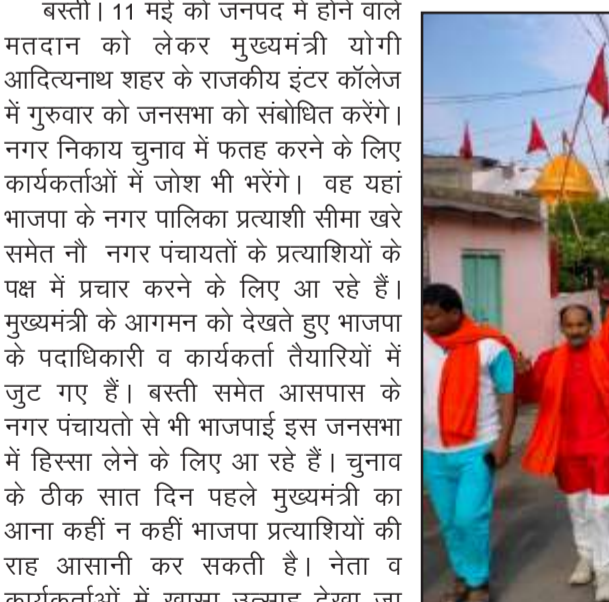 बस्ती। 11 मई को जनपद में होने वाले
मतदान को लेकर मुख्यमंत्री योगी
आदित्यनाथ शहर के राजकीय इंटर कॉलेज
में गुरुवार को जनसभा को संबोधित करेंगे।
नगर निकाय चुनाव में फतह करने के लिए
कार्यकर्ताओं में जोश भी भरेंगे। वह यहां
भाजपा के नगर पालिका प्रत्याशी सीमा खरे
समेत नौ नगर पंचायतों के प्रत्याशियों के
पक्ष में प्रचार करने के लिए आ रहे हैं।
मुख्यमंत्री के आगमन को देखते हुए भाजपा
के पदाधिकारी व कार्यकर्ता तैयारियों में
जुट गए हैं। बस्ती समेत आसपास के
नगर पंचायतो से भी भाजपाई इस जनसभा
में हिस्सा लेने के लिए आ रहे हैं। चुनाव
के ठीक सात दिन पहले मुख्यमंत्री का
आना कहीं न कहीं भाजपा प्रत्याशियों की
राह आसानी कर सकती है। नेता व
कार्यकर्ताओं में खासा उत्साह देखा जा